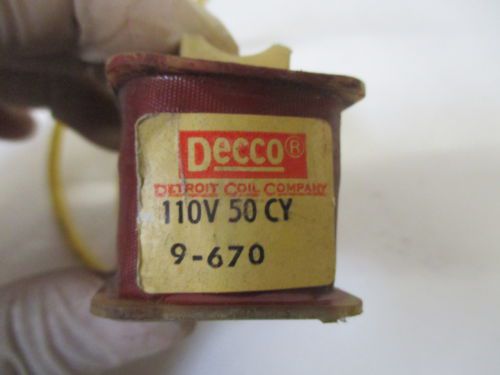 Decco®
DETROIT COIL COMPANY
110V 50 CY
9-670